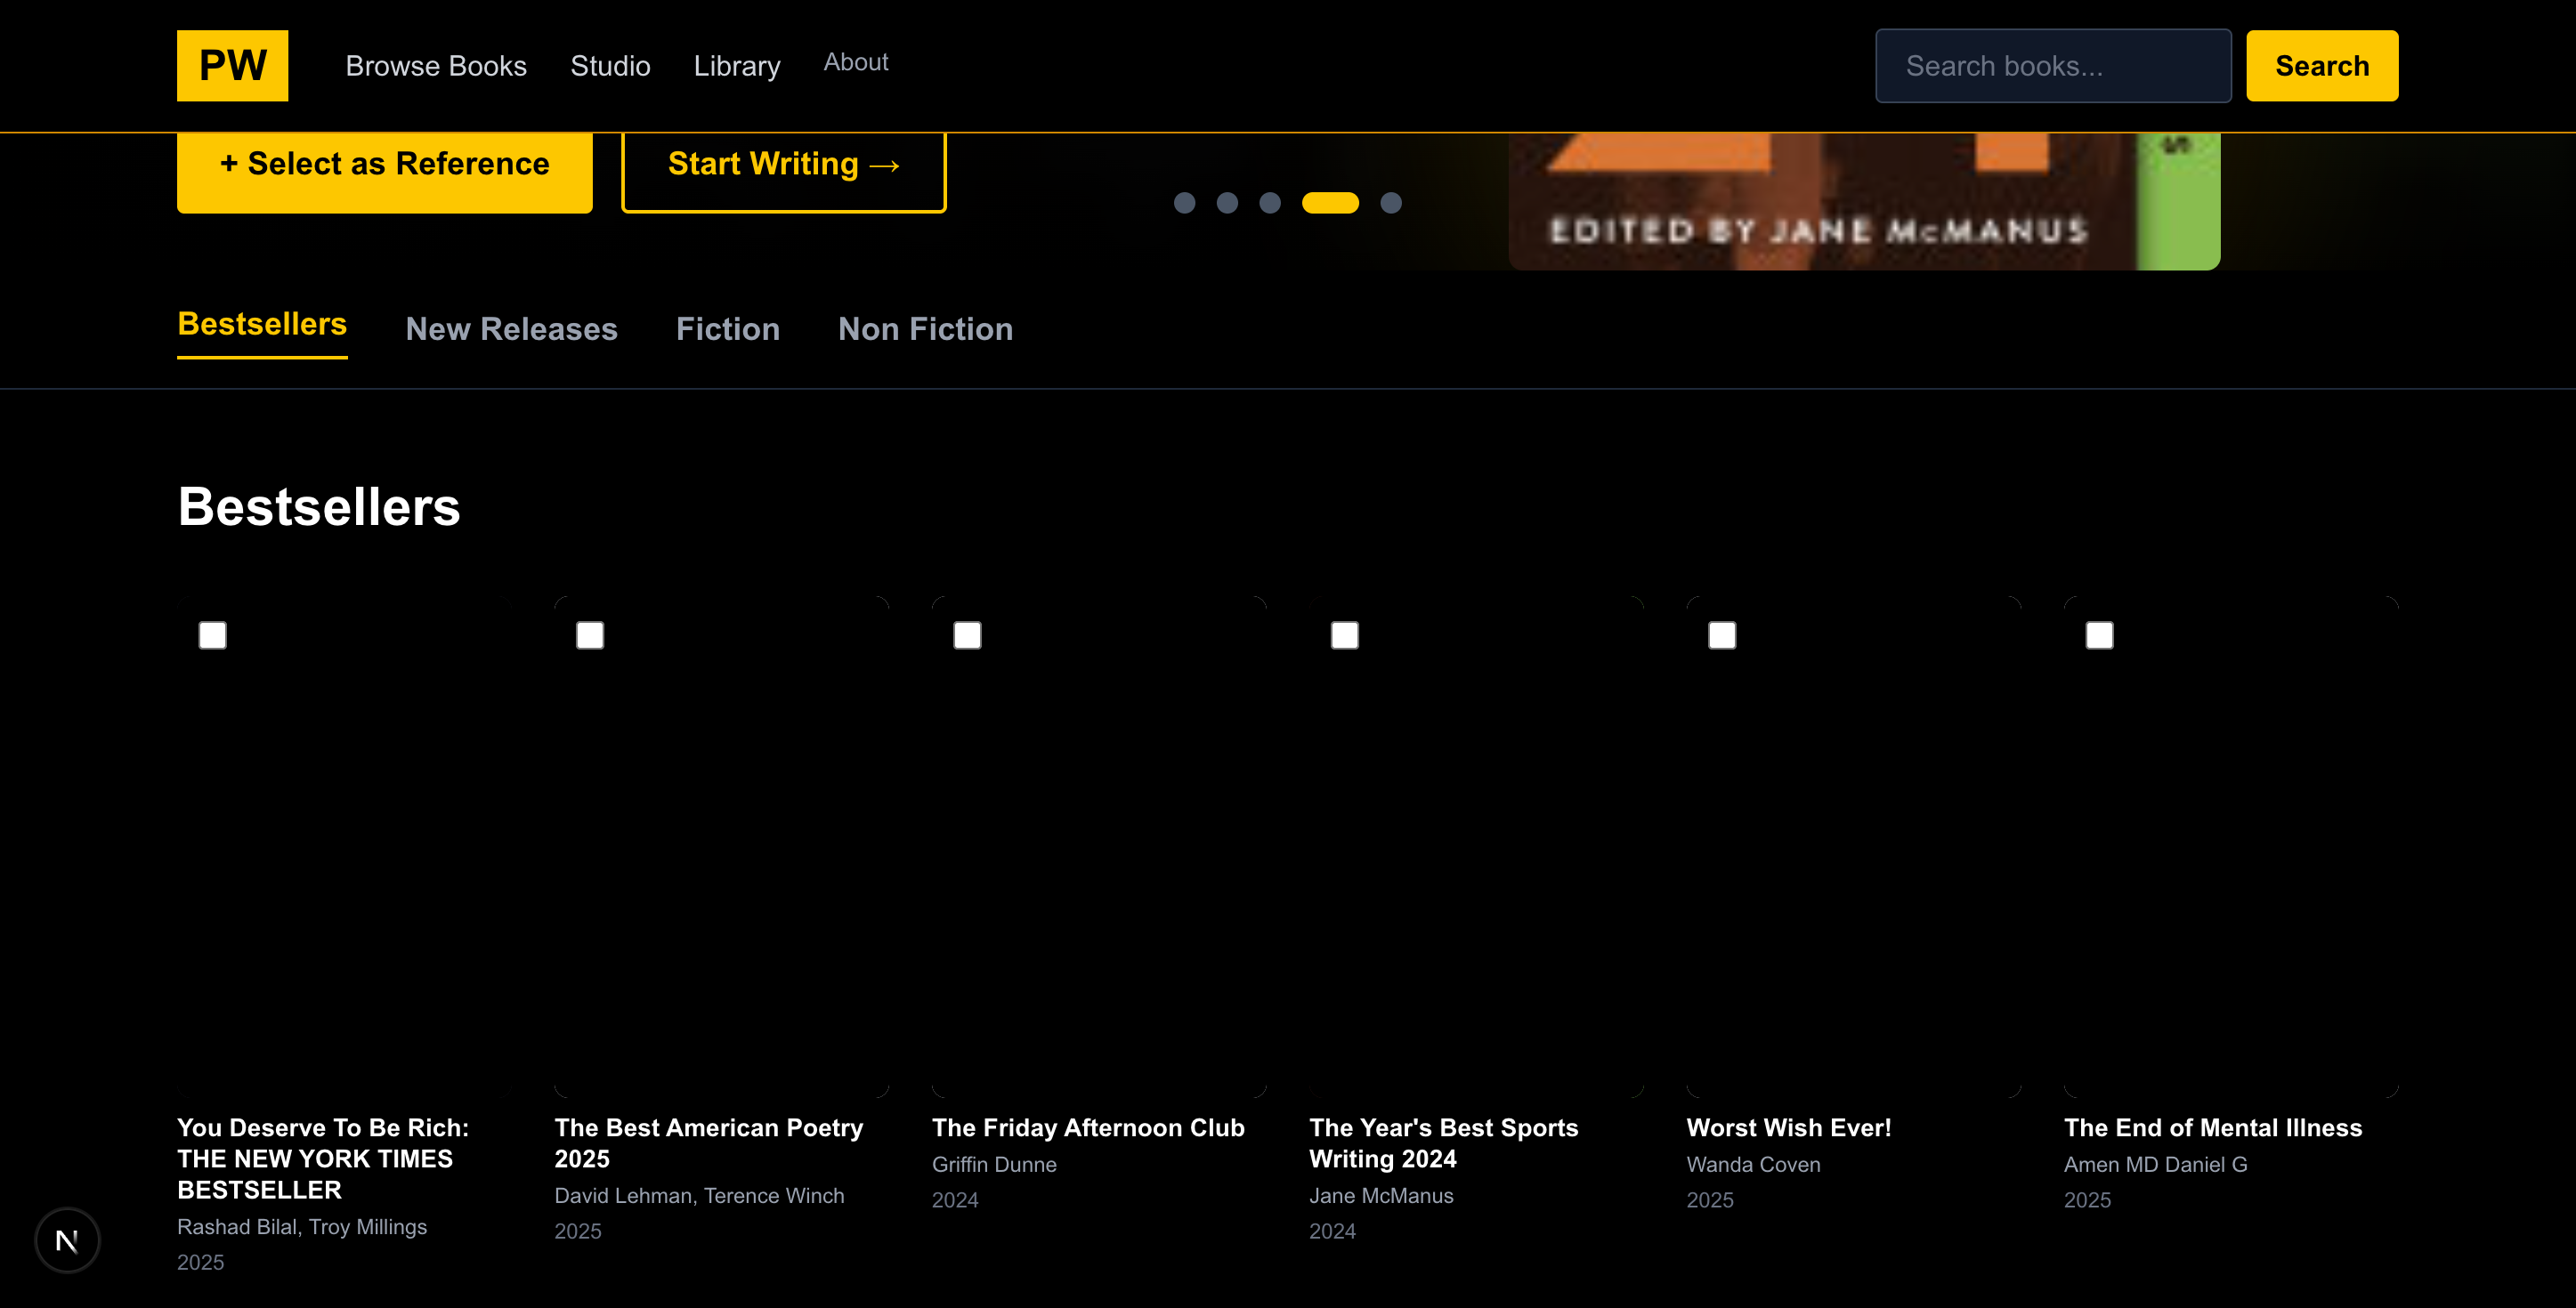 PW
Browse Books
Studio
Library
About
Search books...
Search
+ Select as Reference
Start Writing →
EDITED BY JANE McMANUS
Bestsellers
New Releases
Fiction
Non Fiction
Bestsellers
You Deserve To Be Rich:
THE NEW YORK TIMES
BESTSELLER
Rashad Bilal, Troy Millings
2025
The Best American Poetry
2025
David Lehman, Terence Winch
2025
The Friday Afternoon Club
Griffin Dunne
2024
The Year's Best Sports
Writing 2024
Jane McManus
2024
Worst Wish Ever!
Wanda Coven
2025
The End of Mental Illness
Amen MD Daniel G
2025
N